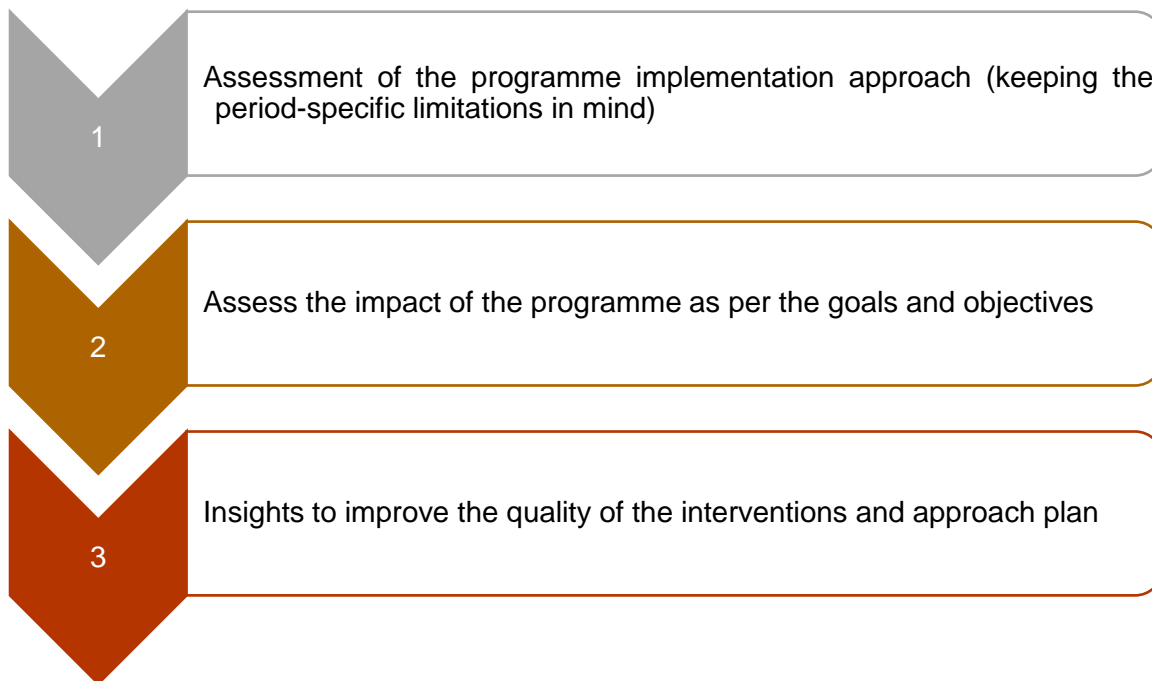 1
Assessment of the programme implementation approach (keeping the
period-specific limitations in mind)
2
Assess the impact of the programme as per the goals and objectives
3
Insights to improve the quality of the interventions and approach plan